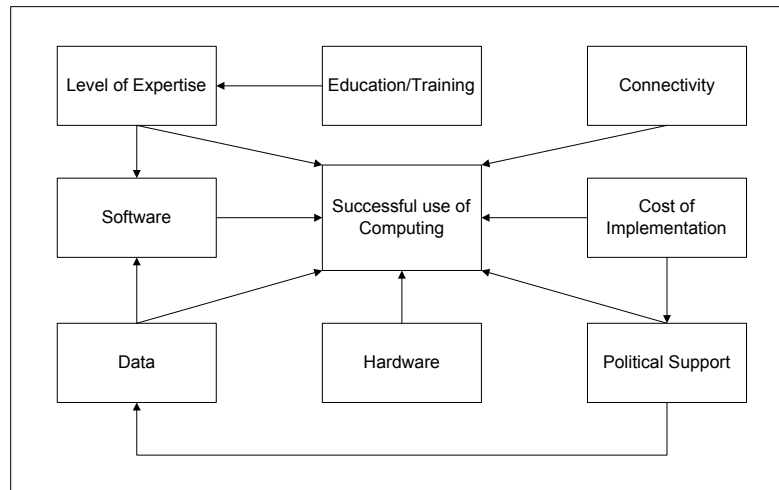 Level of Expertise
Education/Training
Connectivity
Software
Successful use of
Computing
Cost of
Implementation
Data
Hardware
Political Support